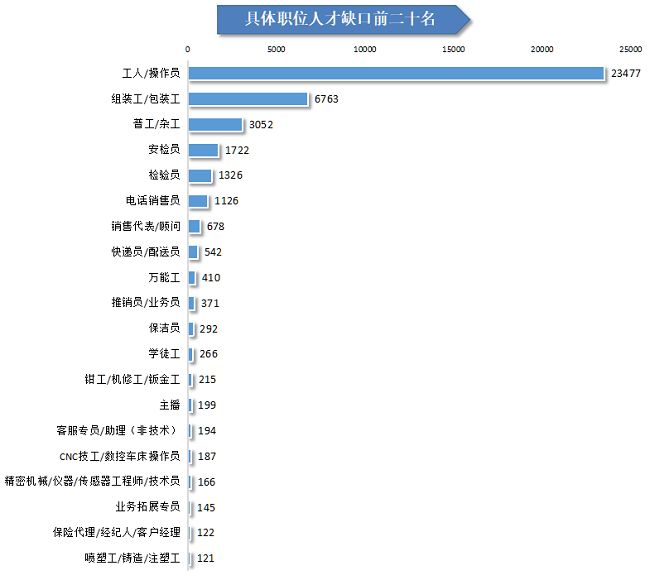 具体职位人才缺口前二十名
0 5000 10000 15000 20000 25000
工人/操作员 23477
组装工/包装工 6763
普工/杂工 3052
安检员 1722
检验员 1326
电话销售员 1126
销售代表/顾问 678
快递员/配送员 542
万能工 410
推销员/业务员 371
保洁员 292
学徒工 266
钳工/机修工/钣金工 215
主播 199
客服专员/助理（非技术） 194
CNC技工/数控车床操作员 187
精密机械/仪器/传感器工程师/技术员 166
业务拓展专员 145
保险代理/经纪人/客户经理 122
喷塑工/铸造/注塑工 121